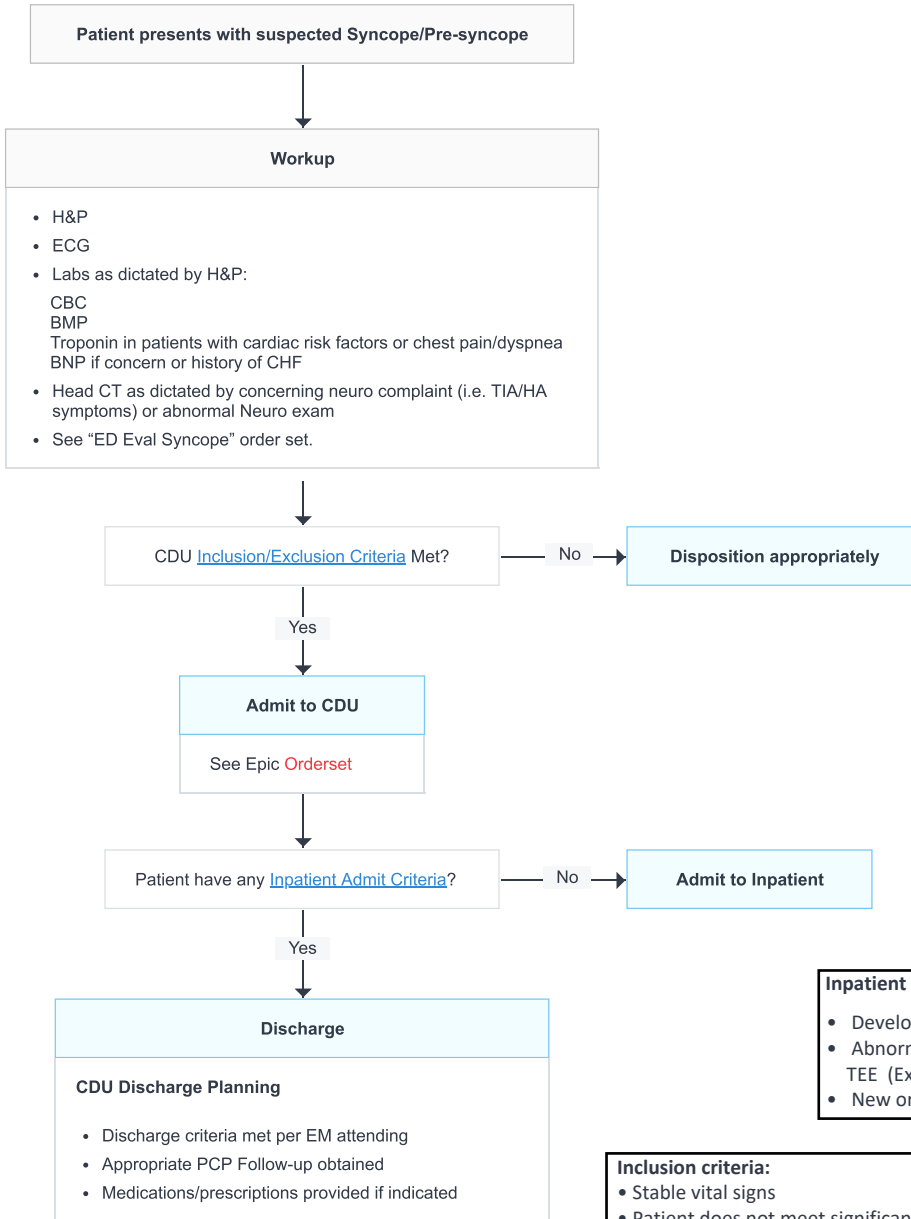 Patient presents with suspected Syncope/Pre-syncope
Workup
• H&P
• ECG
• Labs as dictated by H&P:
CBC
BMP
Troponin in patients with cardiac risk factors or chest pain/dyspnea
BNP if concern or history of CHF
• Head CT as dictated by concerning neuro complaint (i.e. TIA/HA
symptoms) or abnormal Neuro exam
• See “ED Eval Syncope” order set.
CDU Inclusion/Exclusion Criteria Met?
No
Disposition appropriately
Yes
Admit to CDU
See Epic Orderset
Patient have any Inpatient Admit Criteria?
No
Admit to Inpatient
Yes
Discharge
CDU Discharge Planning
• Discharge criteria met per EM attending
• Appropriate PCP Follow-up obtained
• Medications/prescriptions provided if indicated
Inpatient
•
•
TEE
• New
Inclusion criteria:
• Stable vital signs
• Patient does not meet